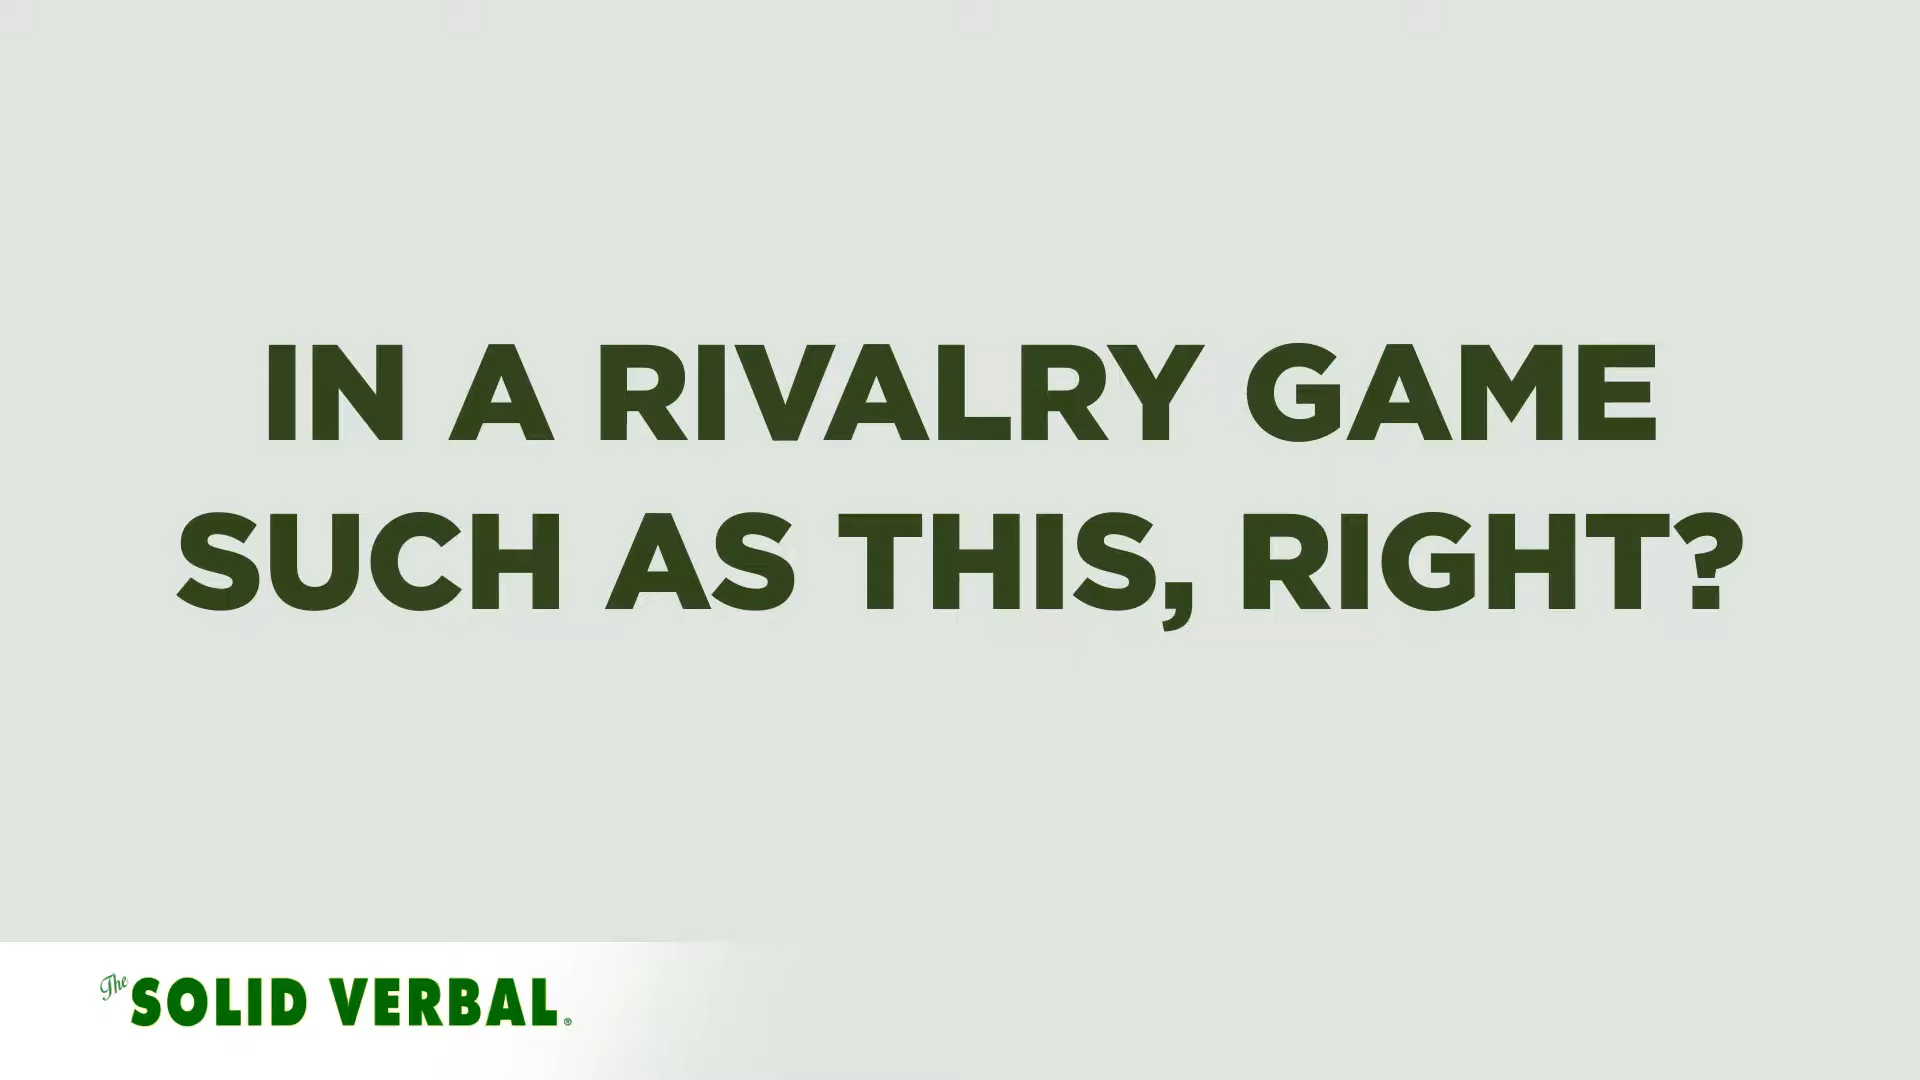 IN A RIVALRY GAME
SUCH AS THIS, RIGHT?
The SOLID VERBAL®